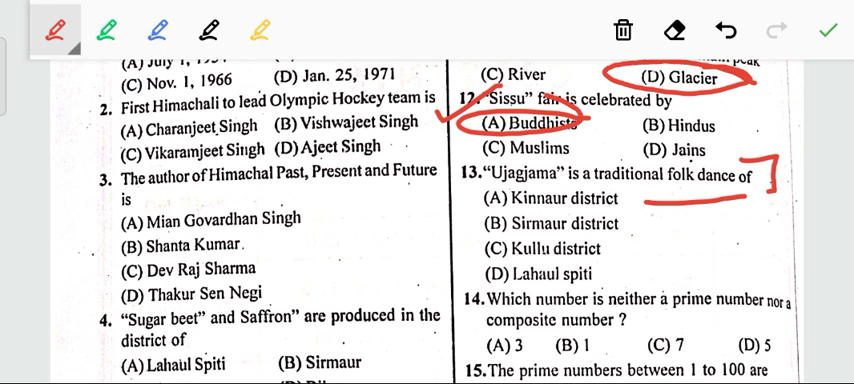 (A) July 1,
(C) Nov. 1, 1966 (D) Jan. 25, 1971
2. First Himachali to lead Olympic Hockey team is
(A) Charanjeet Singh (B) Vishwajeet Singh
(C) Vikaramjeet Singh (D) Ajeet Singh
3. The author of Himachal Past, Present and Future
is
(A) Mian Govardhan Singh
(B) Shanta Kumar.
(C) Dev Raj Sharma
(D) Thakur Sen Negi
4. “Sugar beet” and Saffron” are produced in the
district of
(A) Lahaul Spiti (B) Sirmaur
peak
(C) River (D) Glacier
12. “Sissu” fair is celebrated by
(A) Buddhists (B) Hindus
(C) Muslims (D) Jains
13. “Ujagjama” is a traditional folk dance of
(A) Kinnaur district
(B) Sirmaur district
(C) Kullu district
(D) Lahaul spiti
14. Which number is neither a prime number nor a
composite number ?
(A) 3 (B) 1 (C) 7 (D) 5
15. The prime numbers between 1 to 100 are